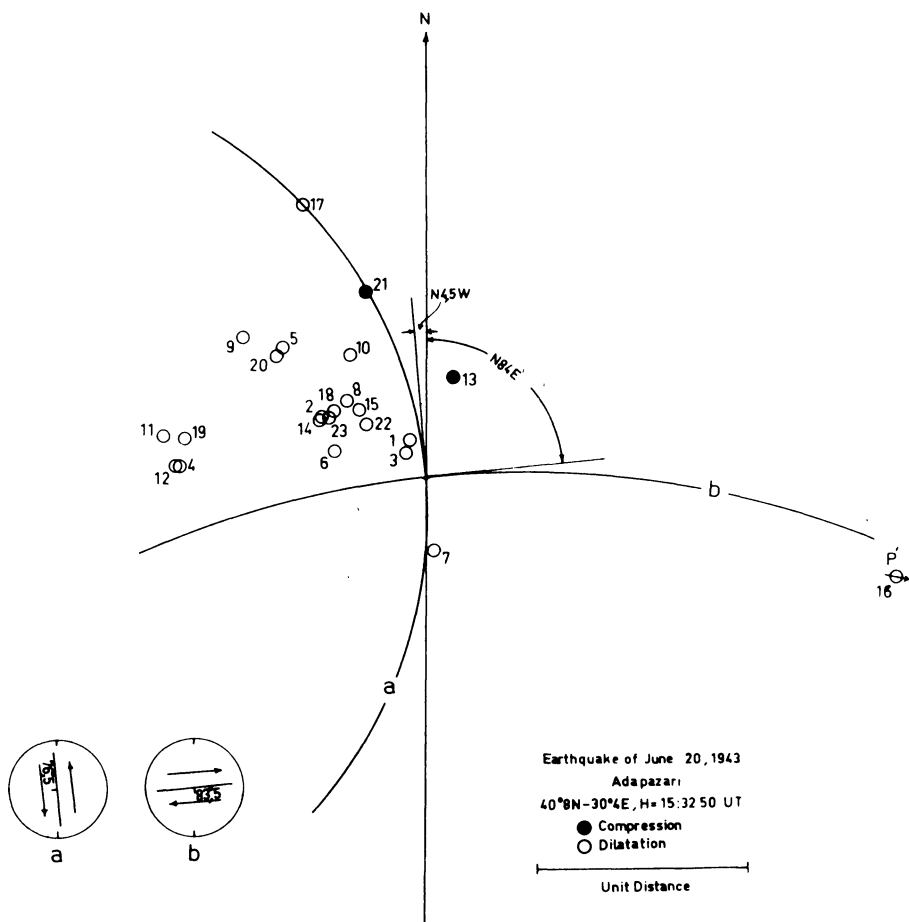 N
17
21
N4,5W
9
5
20
10
N84E'
13
8
18
2
15
14
23
22
11
19
1
6
3
12
4
b
7
P'
16
a
76,5
83,5
a
b
Earthquake of June 20, 1943
Adapazarı
40°8N-30°4E, H= 15:32 50 UT
Compression
Dilatation
Unit Distance